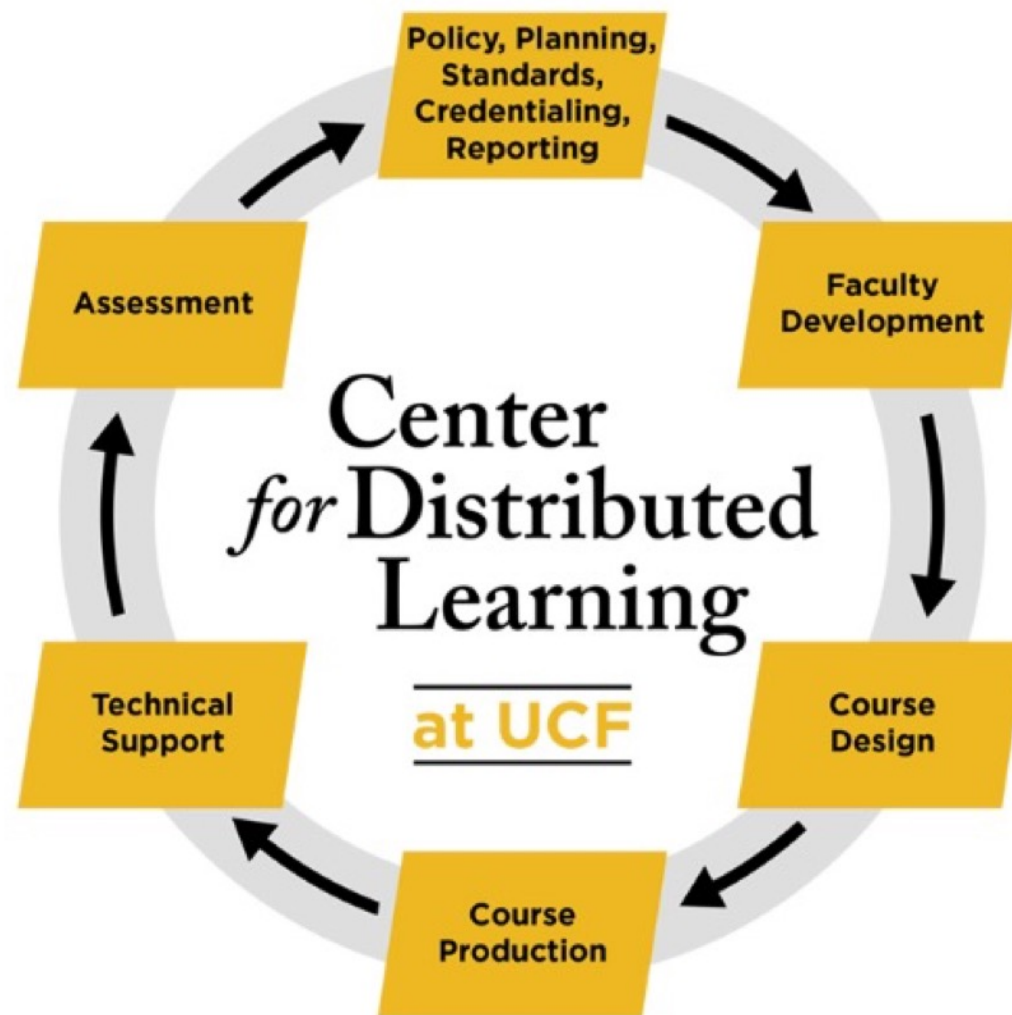 Policy, Planning,
Standards,
Credentialing,
Reporting
Faculty
Development
Course
Design
Course
Production
Technical
Support
Assessment
Center
for Distributed
Learning
at UCF